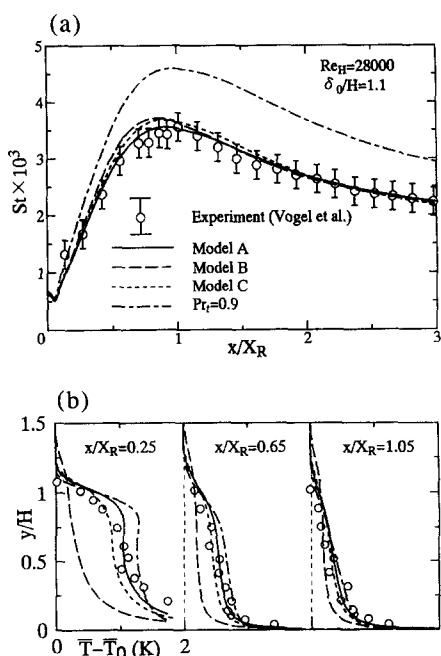 (a)
5
Re_H=28000
δ_0/H=1.1
4
3
St×10^3
2
Experiment (Vogel et al.)
Model A
1
Model B
Model C
Pr_t=0.9
0
0 1 2 3
x/X_R
(b)
1.5
x/X_R=0.25 x/X_R=0.65 x/X_R=1.05
1
y/H
0.5
0
0 2
T̄-T̄_0 (K)